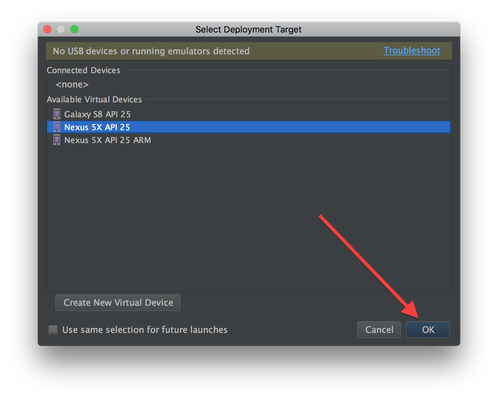 Select Deployment Target
No USB devices or running emulators detected Troubleshoot
Connected Devices
<none>
Available Virtual Devices
Galaxy S8 API 25
Nexus 5X API 25
Nexus 5X API 25 ARM
Create New Virtual Device
Use same selection for future launches Cancel OK